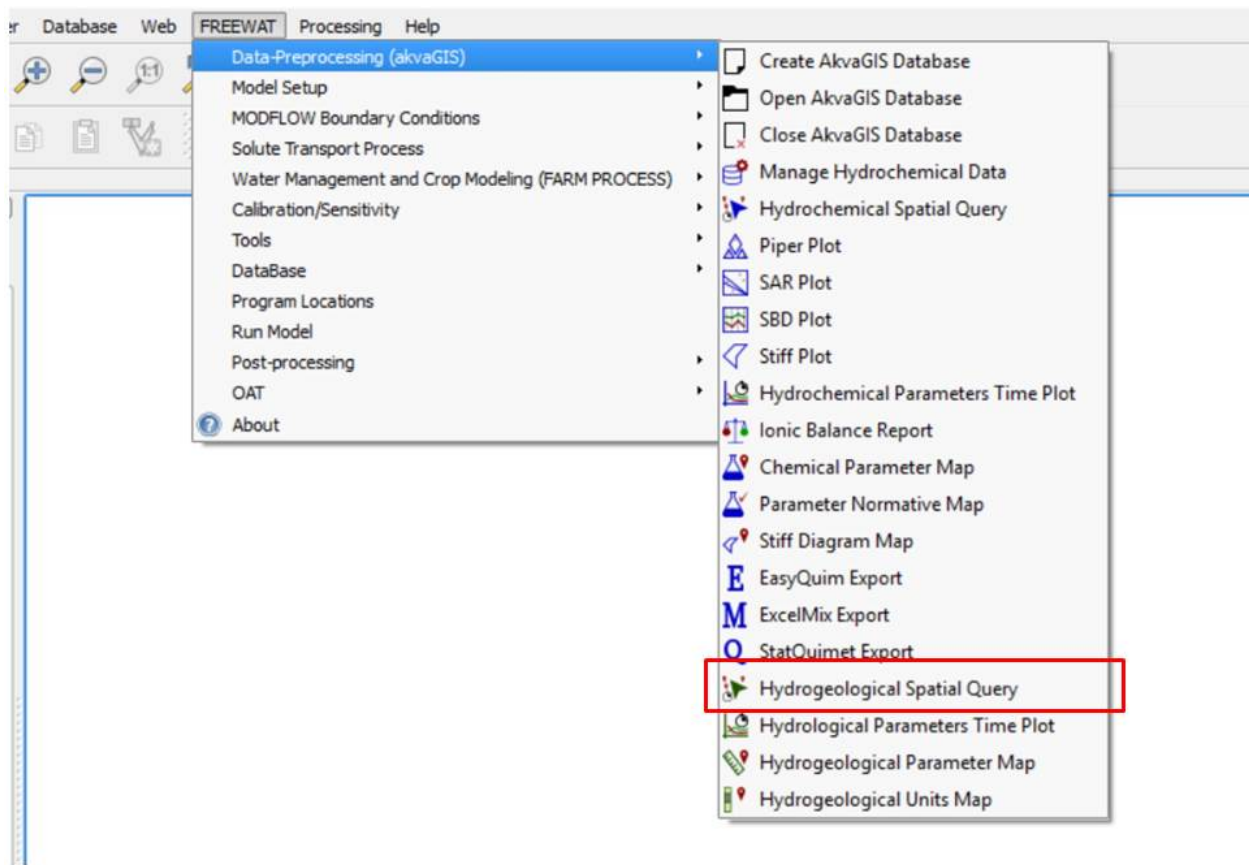 Database Web FREEWAT Processing Help
1:1
Data-Preprocessing (akvaGIS)
Model Setup
MODFLOW Boundary Conditions
Solute Transport Process
Water Management and Crop Modeling (FARM PROCESS)
Calibration/Sensitivity
Tools
DataBase
Program Locations
Run Model
Post-processing
OAT
About
Create AkvaGIS Database
Open AkvaGIS Database
Close AkvaGIS Database
Manage Hydrochemical Data
Hydrochemical Spatial Query
Piper Plot
SAR Plot
SBD Plot
Stiff Plot
Hydrochemical Parameters Time Plot
Ionic Balance Report
Chemical Parameter Map
Parameter Normative Map
Stiff Diagram Map
E EasyQuim Export
M ExcelMix Export
Q StatQuimet Export
Hydrogeological Spatial Query
Hydrological Parameters Time Plot
Hydrogeological Parameter Map
Hydrogeological Units Map